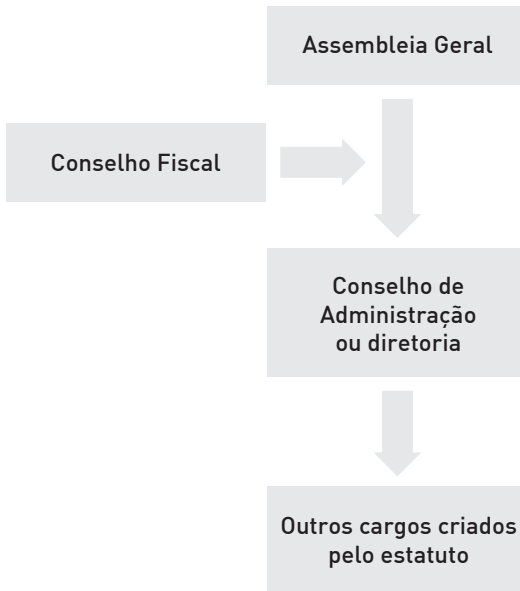 Assembleia Geral
Conselho Fiscal
Conselho de
Administração
ou diretoria
Outros cargos criados
pelo estatuto